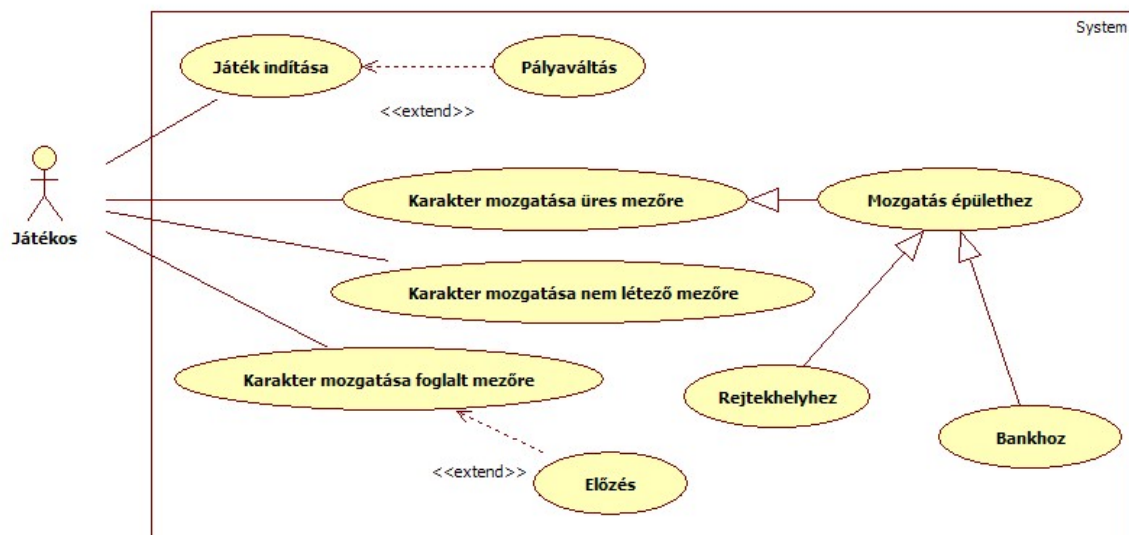 System
Játék indítása
Pályaváltás
<<extend>>
Játékos
Karakter mozgatása üres mezőre
Mozgatás épülethez
Karakter mozgatása nem létező mezőre
Karakter mozgatása foglalt mezőre
Rejtekhelyhez
Bankhoz
<<extend>>
Előzés